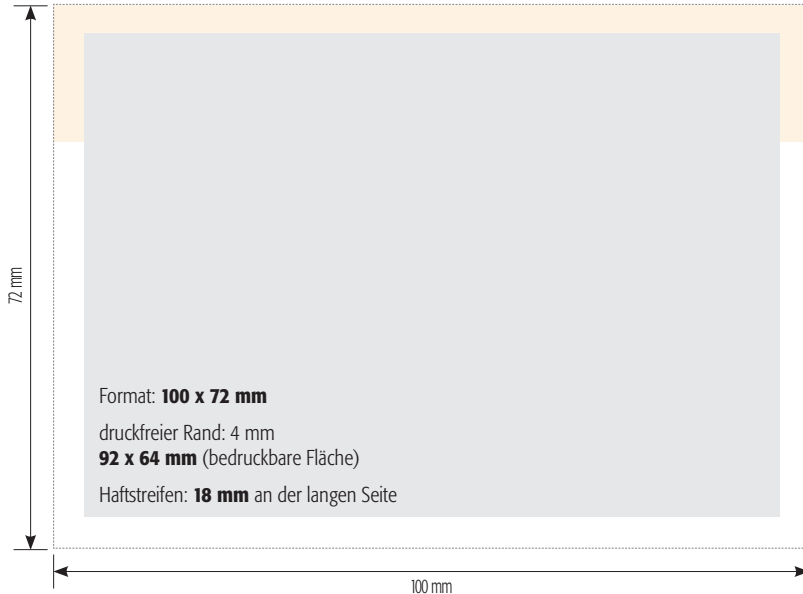 72 mm
Format: 100 x 72 mm
druckfreier Rand: 4 mm
92 x 64 mm (bedruckbare Fläche)
Haftstreifen: 18 mm an der langen Seite
100 mm